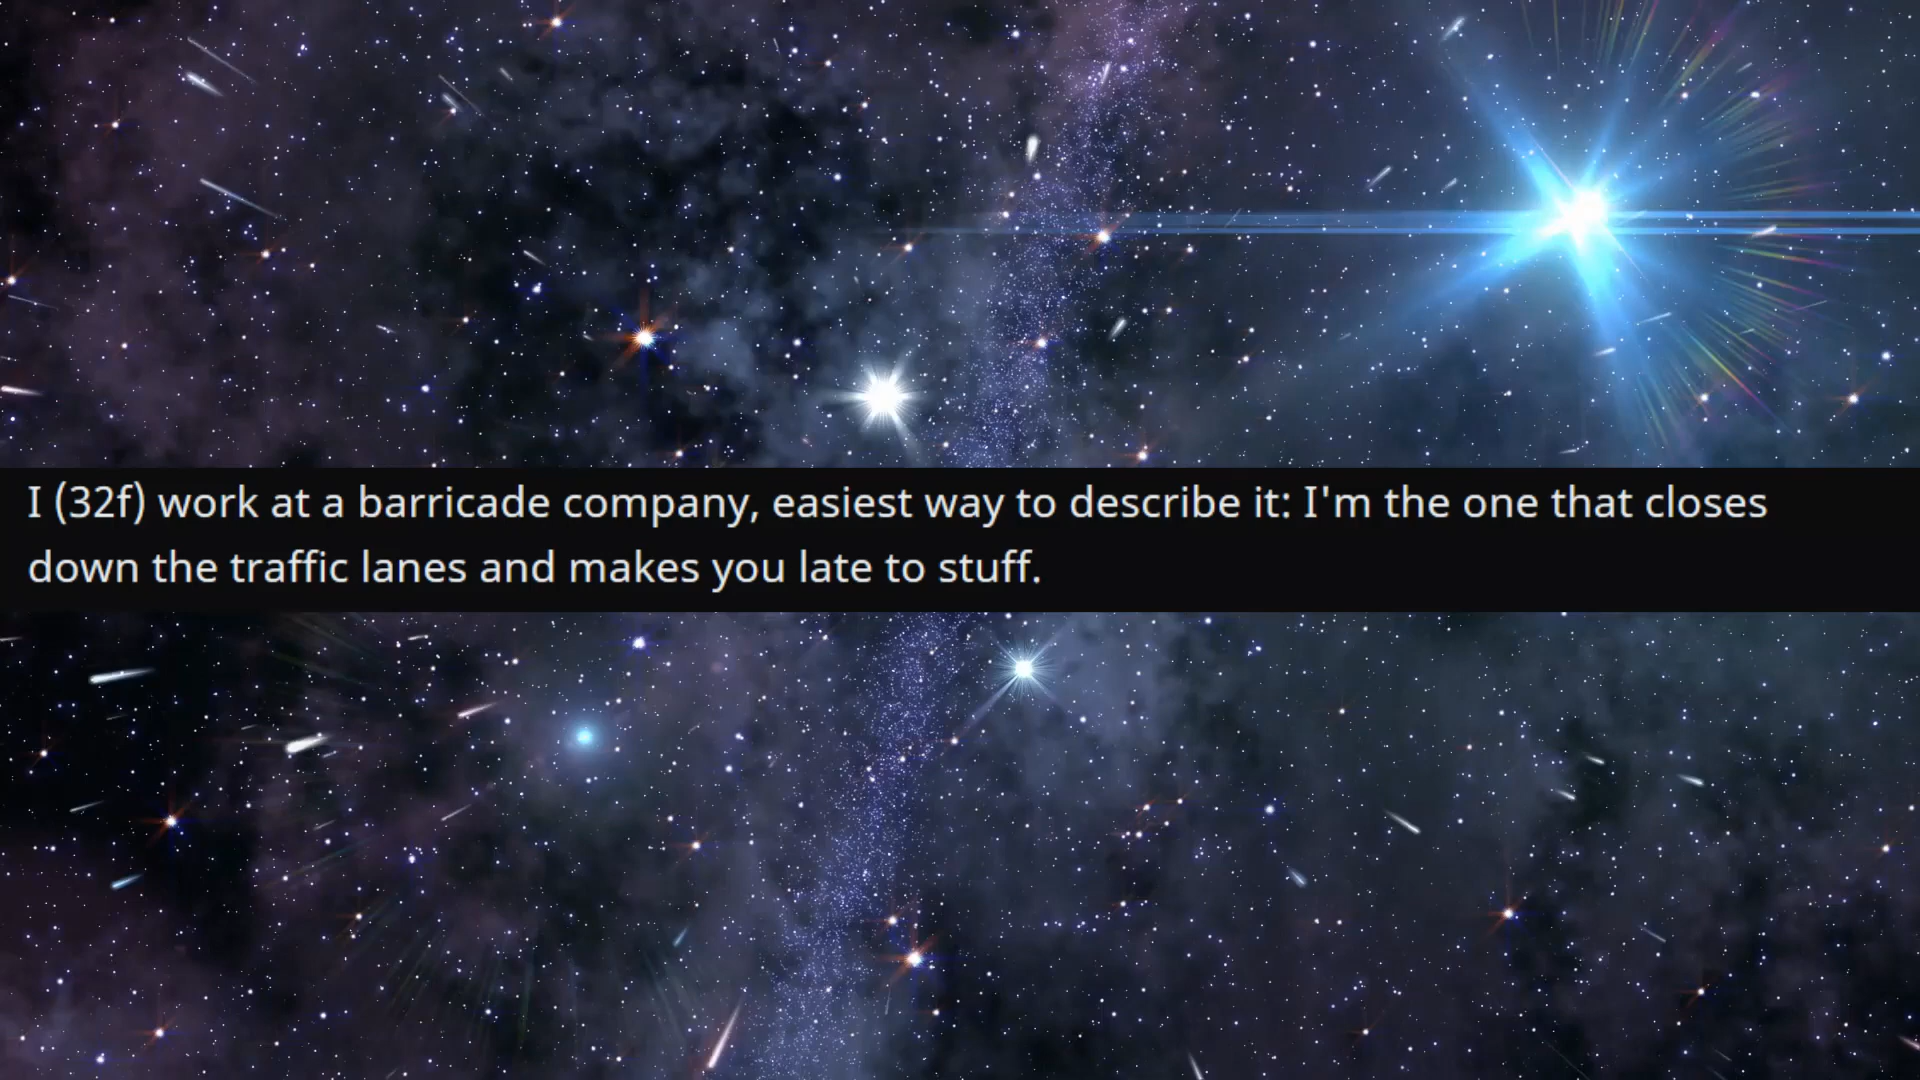 I (32f) work at a barricade company, easiest way to describe it: I'm the one that closes
down the traffic lanes and makes you late to stuff.